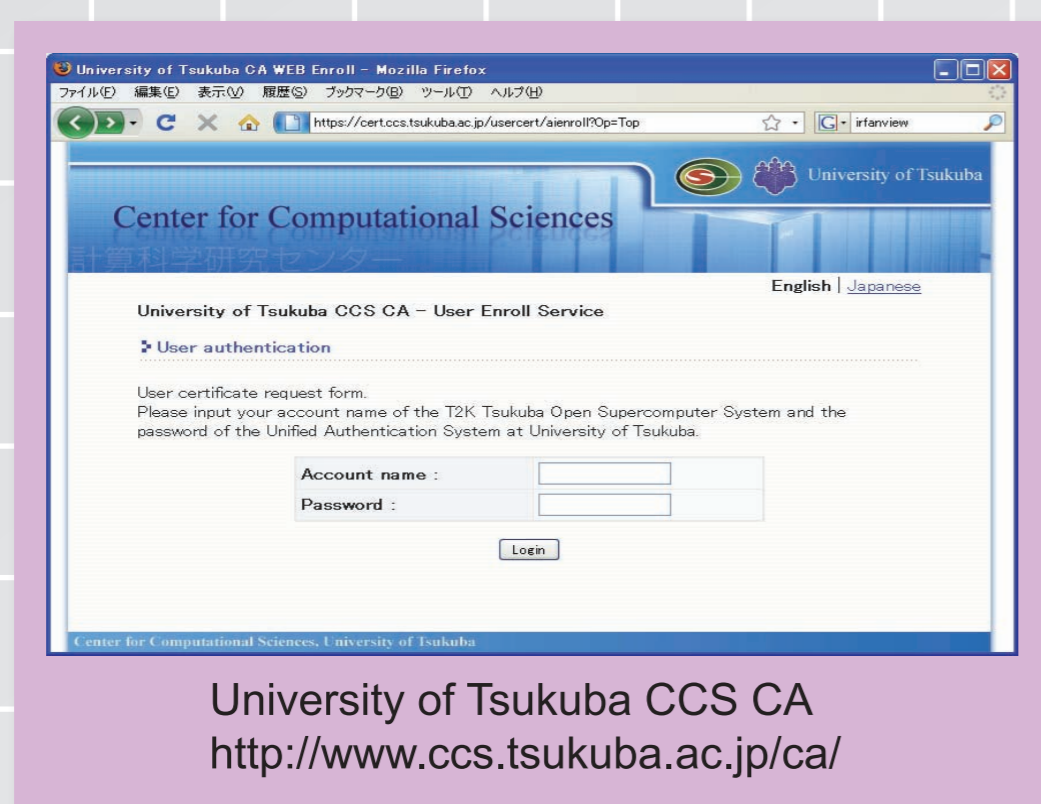 University of Tsukuba CA WEB Enroll - Mozilla Firefox
ファイル(F) 編集(E) 表示(V) 履歴(S) ブックマーク(B) ツール(T) ヘルプ(H)
https://cert.ccs.tsukuba.ac.jp/usercert/aienroll?Op=Top
G irfanview
University of Tsukuba
Center for Computational Sciences
計算科学研究センター
English | Japanese
University of Tsukuba CCS CA - User Enroll Service
User authentication
User certificate request form.
Please input your account name of the T2K Tsukuba Open Supercomputer System and the
password of the Unified Authentication System at University of Tsukuba.
Account name :
Password :
Login
Center for Computational Sciences, University of Tsukuba
University of Tsukuba CCS CA
http://www.ccs.tsukuba.ac.jp/ca/